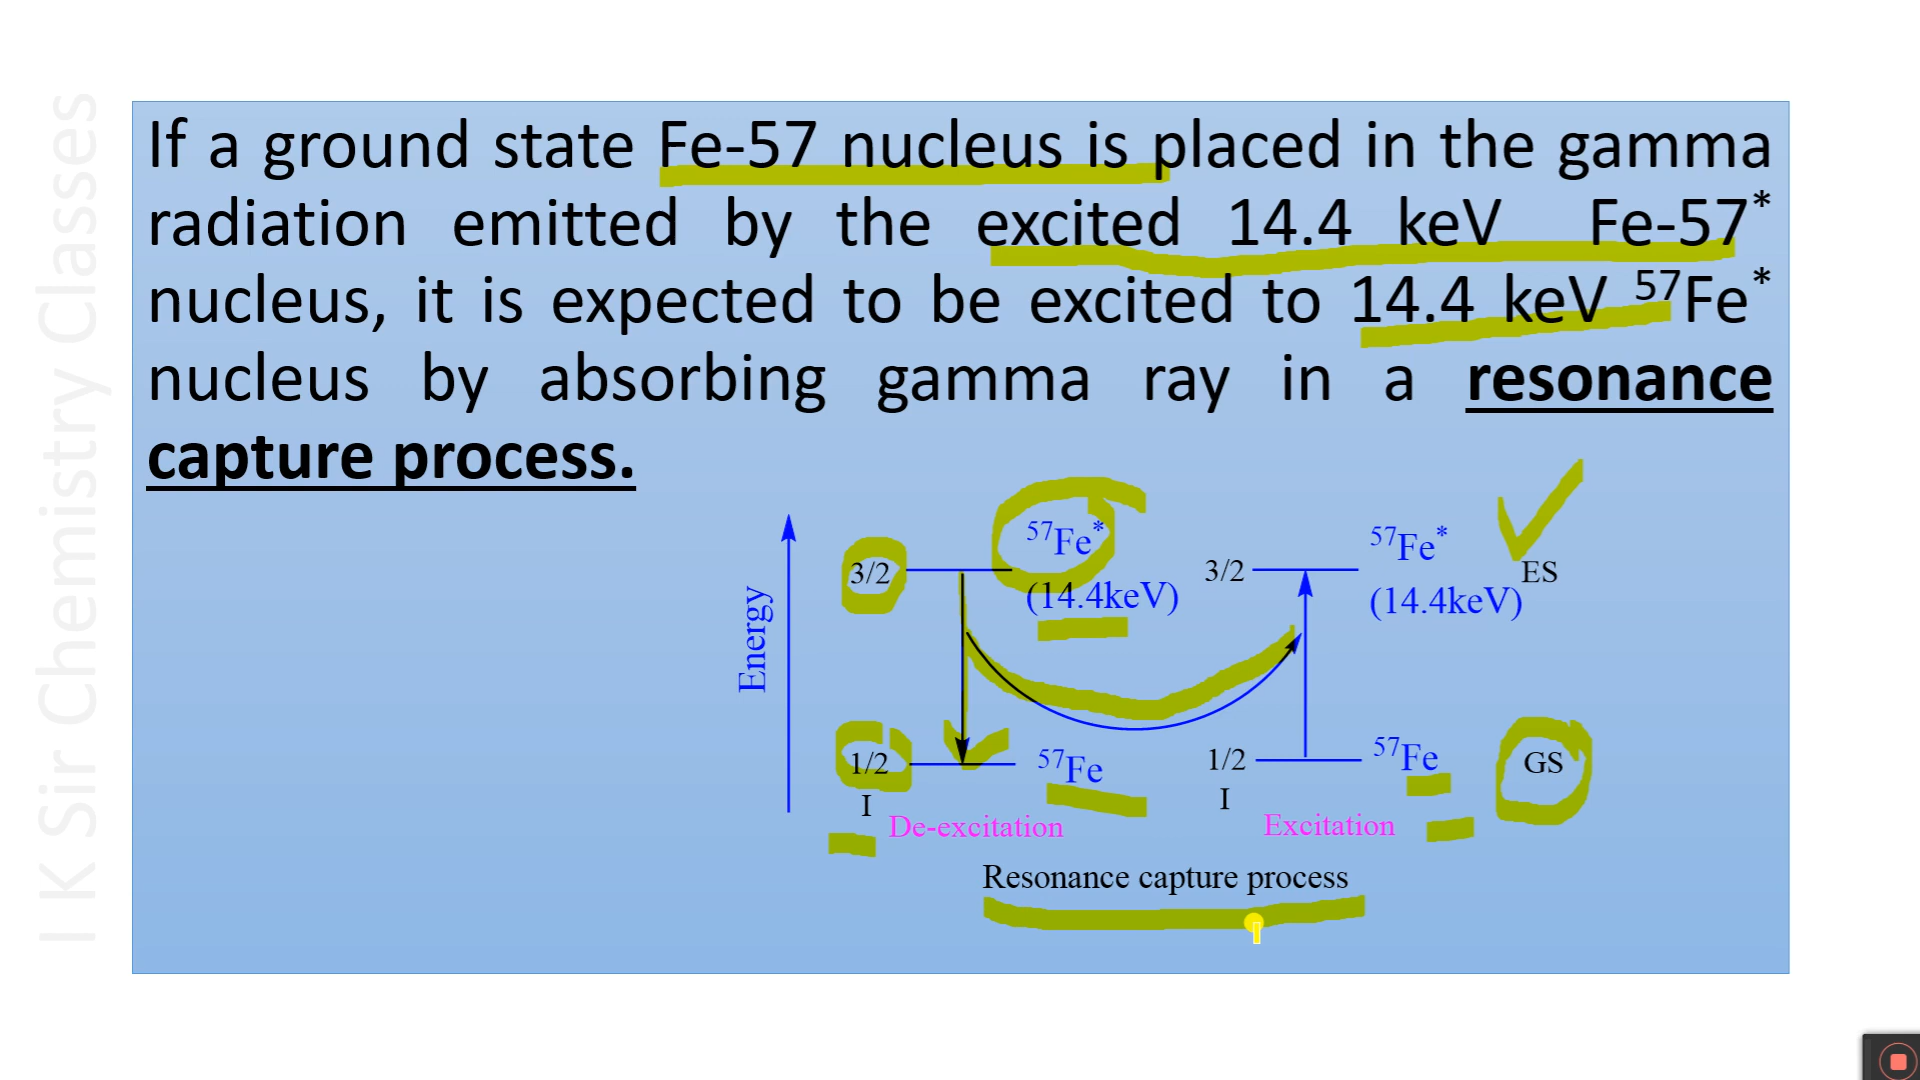 I K Sir Chemistry Classes
If a ground state Fe-57 nucleus is placed in the gamma
radiation emitted by the excited 14.4 keV Fe-57*
nucleus, it is expected to be excited to 14.4 keV ⁵⁷Fe*
nucleus by absorbing gamma ray in a resonance
capture process.
Energy
3/2 ⁵⁷Fe*
(14.4keV)
1/2 ⁵⁷Fe
I
De-excitation
3/2 ⁵⁷Fe*
(14.4keV)
ES
1/2 ⁵⁷Fe
GS
I
Excitation
Resonance capture process